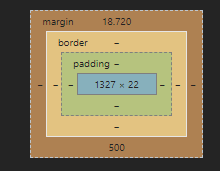 margin 18.720
border –
padding –
– – – 1327 × 22 – – –
–
–
500